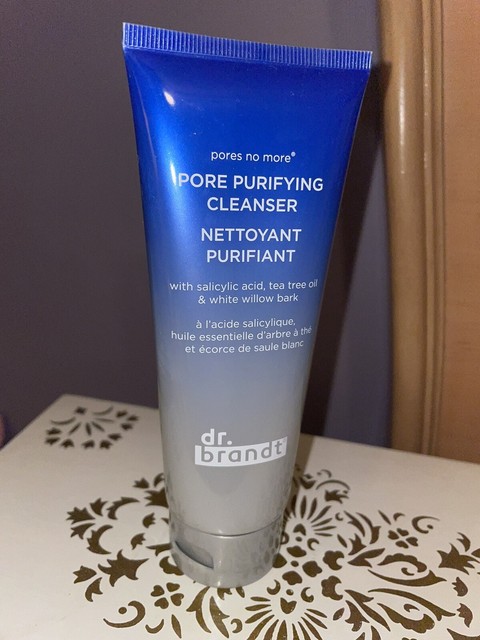 pores no more®
PORE PURIFYING
CLEANSER
NETTOYANT
PURIFIANT
with salicylic acid, tea tree oil
& white willow bark
à l'acide salicylique,
huile essentielle d'arbre à thé
et écorce de saule blanc
dr.
brandt